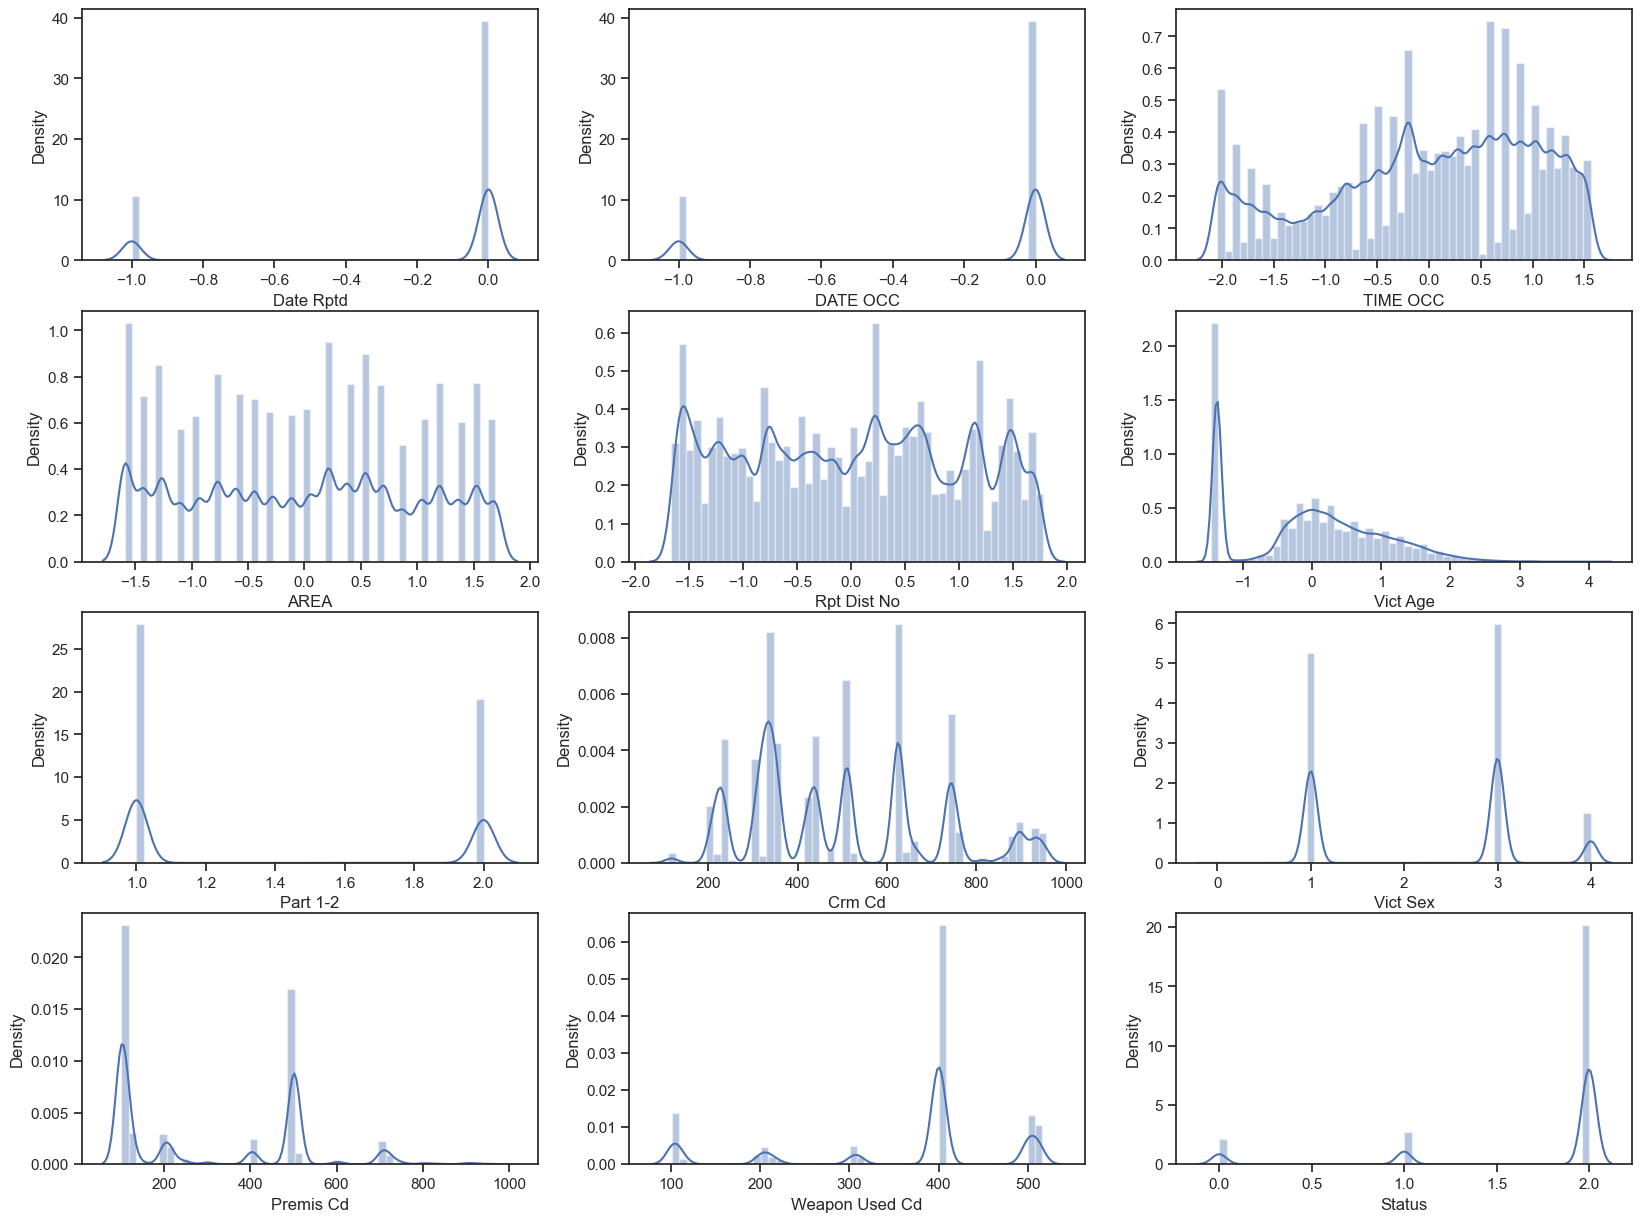 40
30
20
10
0
Density
−1.0 −0.8 −0.6 −0.4 −0.2 0.0
Date Rptd
40
30
20
10
0
Density
−1.0 −0.8 −0.6 −0.4 −0.2 0.0
DATE OCC
0.7
0.6
0.5
0.4
0.3
0.2
0.1
0.0
Density
−2.0 −1.5 −1.0 −0.5 0.0 0.5 1.0 1.5
TIME OCC
1.0
0.8
0.6
0.4
0.2
0.0
Density
−1.5 −1.0 −0.5 0.0 0.5 1.0 1.5 2.0
AREA
0.6
0.5
0.4
0.3
0.2
0.1
0.0
Density
−2.0 −1.5 −1.0 −0.5 0.0 0.5 1.0 1.5 2.0
Rpt Dist No
2.0
1.5
1.0
0.5
0.0
Density
−1 0 1 2 3 4
Vict Age
25
20
15
10
5
0
Density
1.0 1.2 1.4 1.6 1.8 2.0
Part 1-2
0.008
0.006
0.004
0.002
0.000
Density
200 400 600 800 1000
Crm Cd
6
5
4
3
2
1
0
Density
0 1 2 3 4
Vict Sex
0.020
0.015
0.010
0.005
0.000
Density
200 400 600 800 1000
Premis Cd
0.06
0.05
0.04
0.03
0.02
0.01
0.00
Density
100 200 300 400 500
Weapon Used Cd
20
15
10
5
0
Density
0.0 0.5 1.0 1.5 2.0
Status